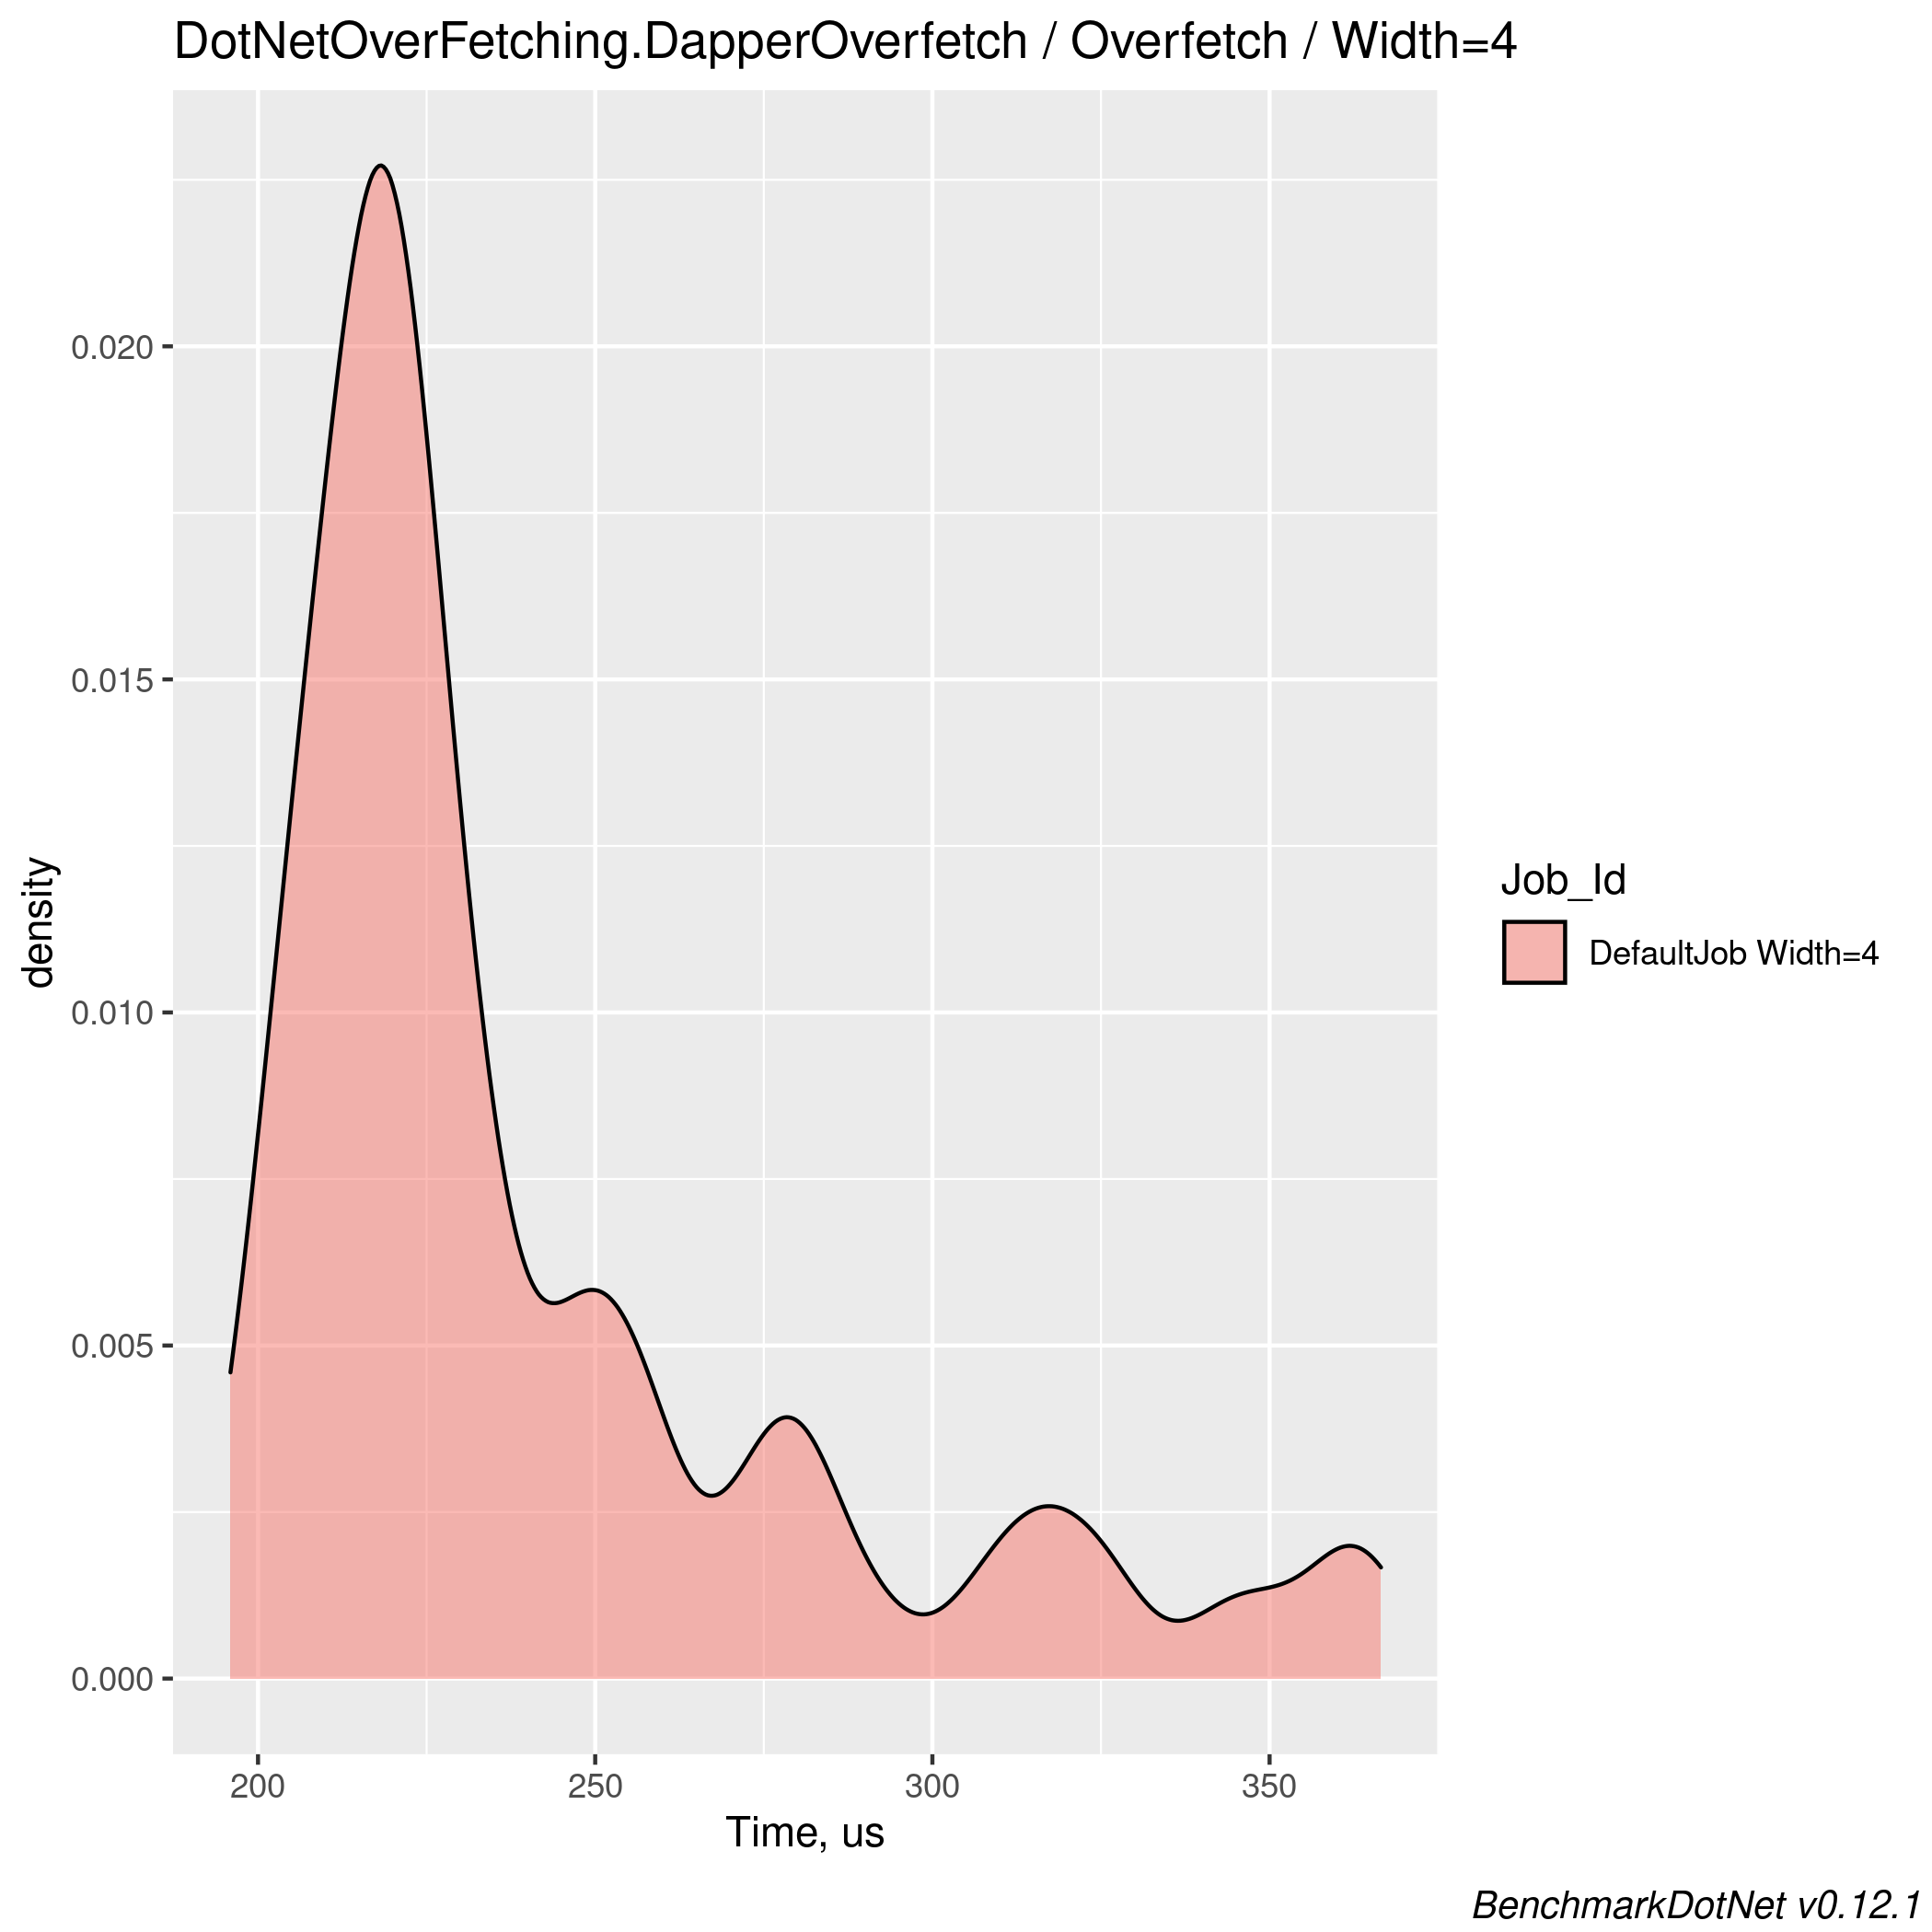 DotNetOverFetching.DapperOverfetch / Overfetch / Width=4
density
0.020
0.015
0.010
0.005
0.000
200 250 300 350
Time, us
Job_Id
DefaultJob Width=4
BenchmarkDotNet v0.12.1